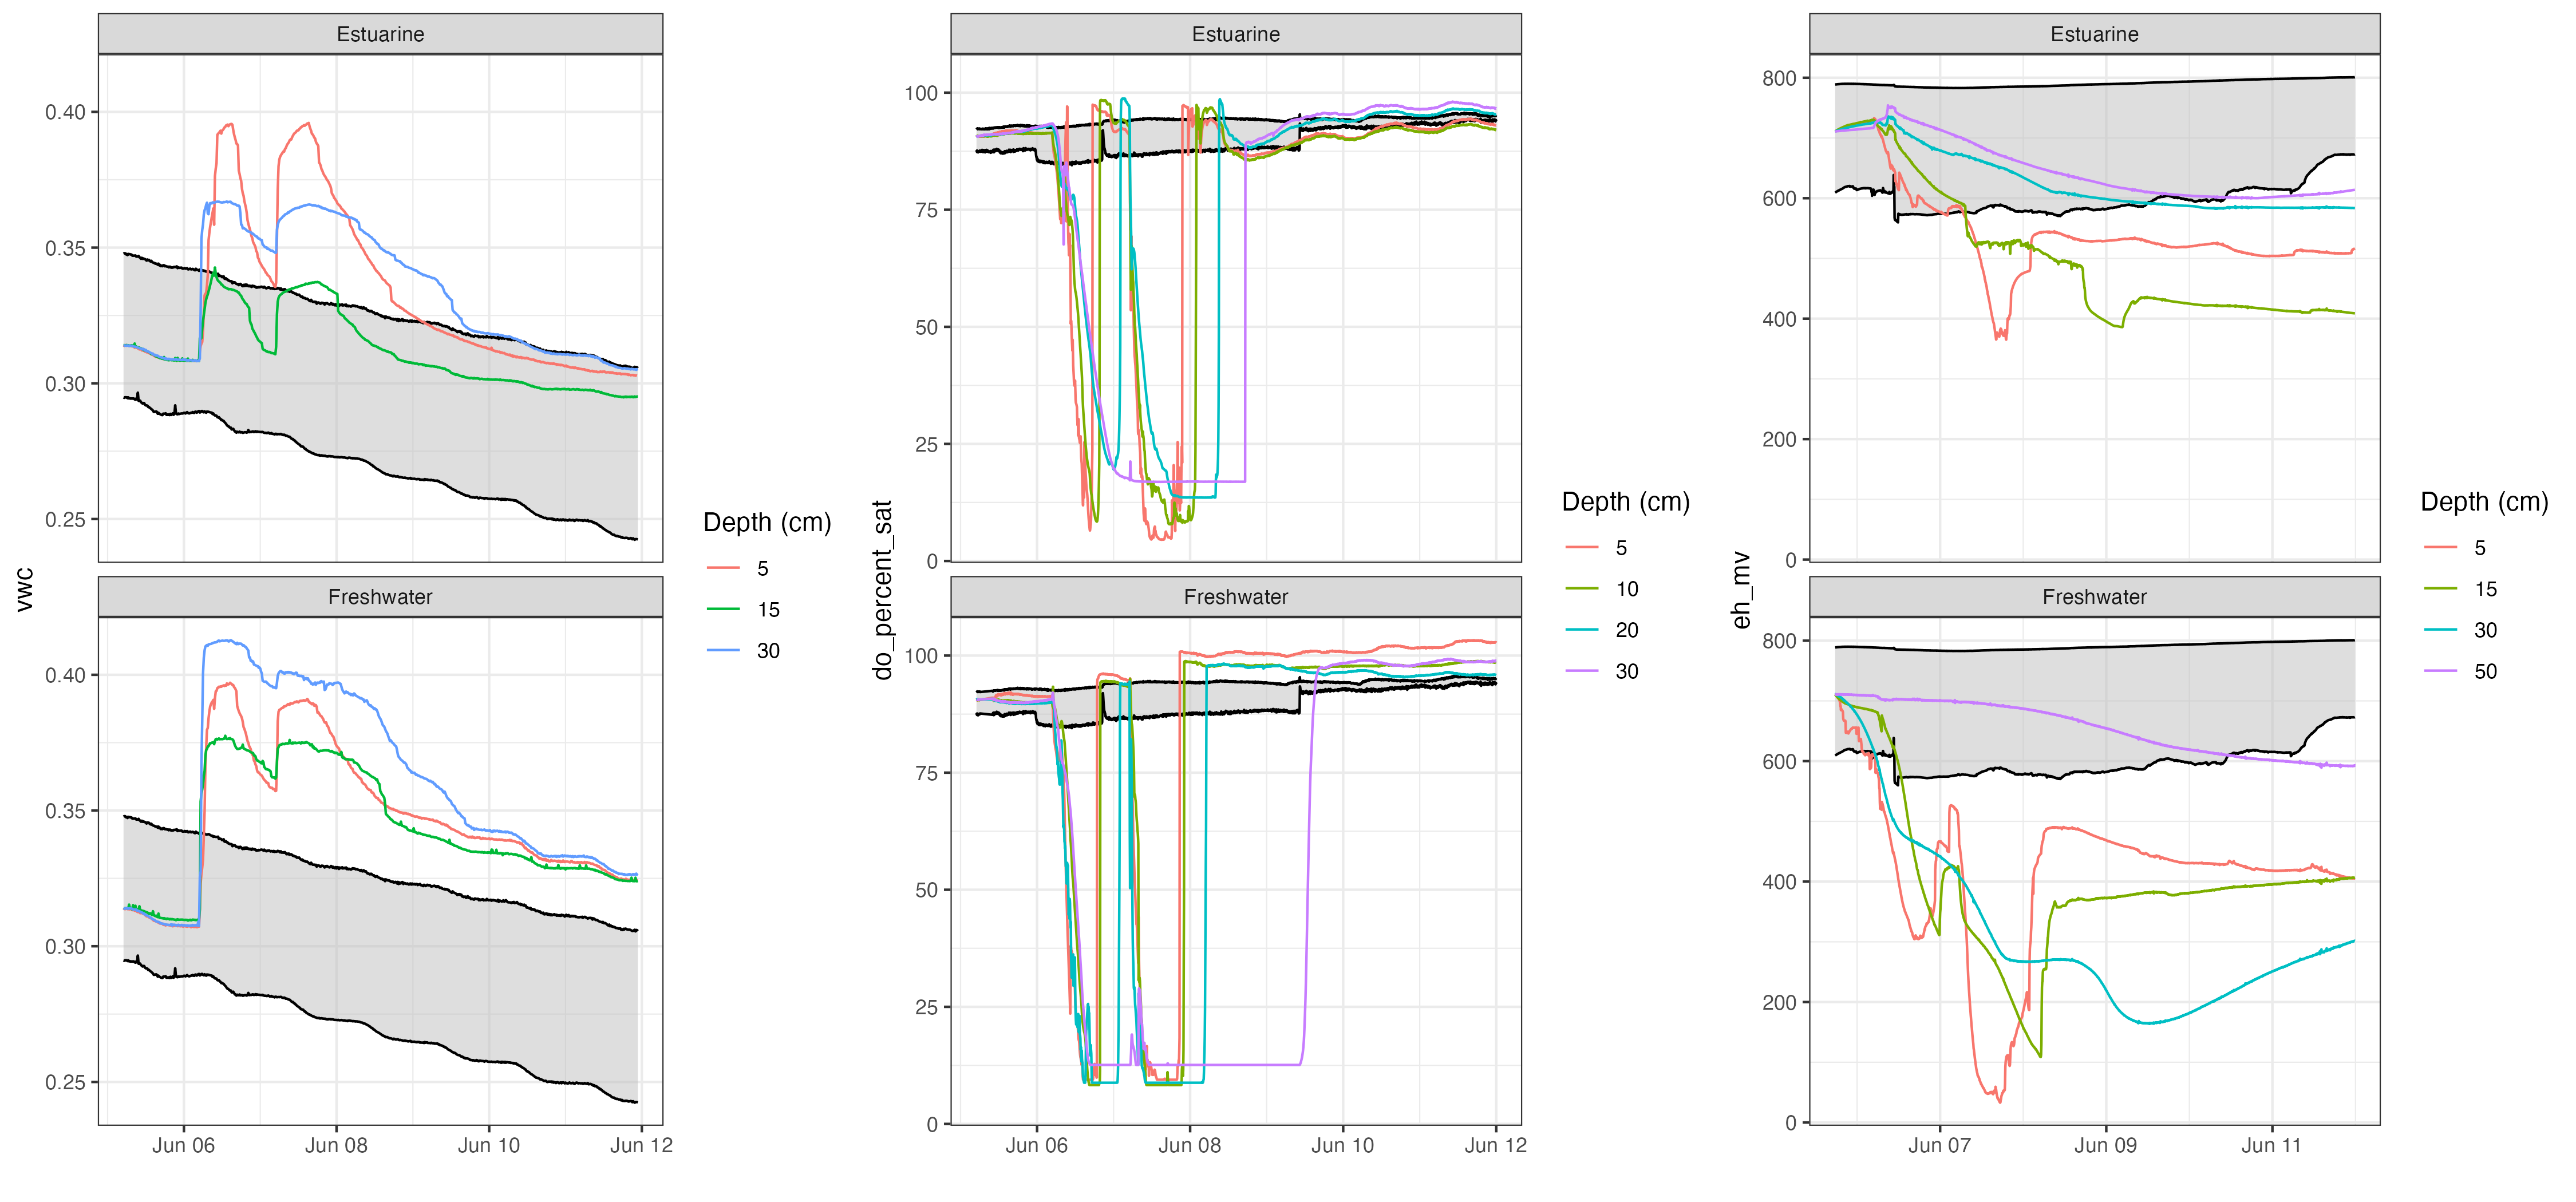 Estuarine
0.40
0.35
0.30
0.25
Freshwater
0.40
0.35
0.30
0.25
Jun 06
Jun 08
Jun 10
Jun 12
vwc
Depth (cm)
5
15
30
Estuarine
100
75
50
25
0
Freshwater
100
75
50
25
0
Jun 06
Jun 08
Jun 10
Jun 12
do_percent_sat
Depth (cm)
5
10
20
30
Estuarine
800
600
400
200
0
Freshwater
800
600
400
200
0
Jun 07
Jun 09
Jun 11
eh_mv
Depth (cm)
5
15
30
50